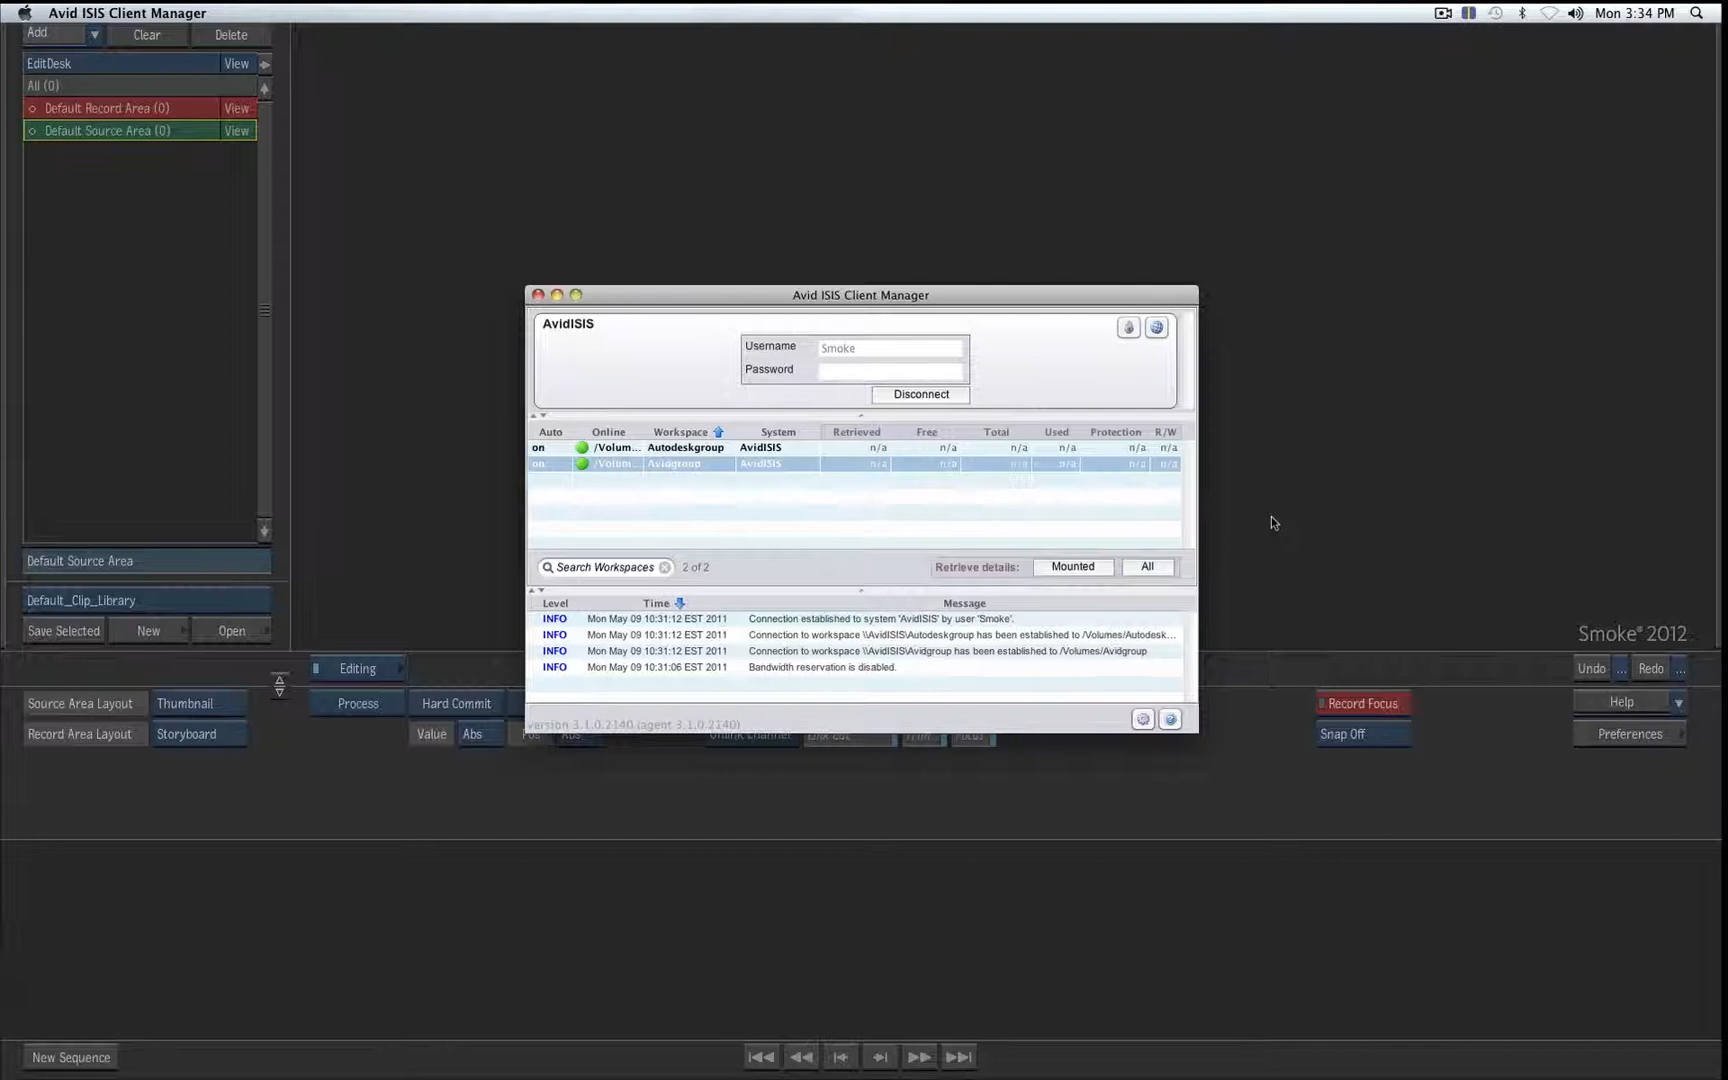 Avid ISIS Client Manager
Mon 3:34 PM
Add
Clear
Delete
EditDesk
View
All (0)
Default Record Area (0)
View
Default Source Area (0)
View
Avid ISIS Client Manager
AvidISIS
Username
Smoke
Password
Disconnect
Auto
Online
Workspace
System
Retrieved
Free
Total
Used
Protection
R/W
on
/Volum...
Autodeskgroup
AvidISIS
n/a
n/a
n/a
n/a
n/a
n/a
on
/Volum...
Avidgroup
AvidISIS
n/a
n/a
n/a
n/a
n/a
n/a
Search Workspaces
2 of 2
Retrieve details:
Mounted
All
Level
Time
Message
INFO
Mon May 09 10:31:12 EST 2011
Connection established to system 'AvidISIS' by user 'Smoke'.
INFO
Mon May 09 10:31:12 EST 2011
Connection to workspace \\AvidISIS\Autodeskgroup has been established to /Volumes/Autodesk...
INFO
Mon May 09 10:31:12 EST 2011
Connection to workspace \\AvidISIS\Avidgroup has been established to /Volumes/Avidgroup
INFO
Mon May 09 10:31:06 EST 2011
Bandwidth reservation is disabled.
version 3.1.0.2140 (agent 3.1.0.2140)
Default Source Area
Default_Clip_Library
Save Selected
New
Open
Smoke® 2012
Editing
Undo
...
Redo
...
Source Area Layout
Thumbnail
Process
Hard Commit
Record Focus
Help
Record Area Layout
Storyboard
Value
Abs
Snap Off
Preferences
New Sequence